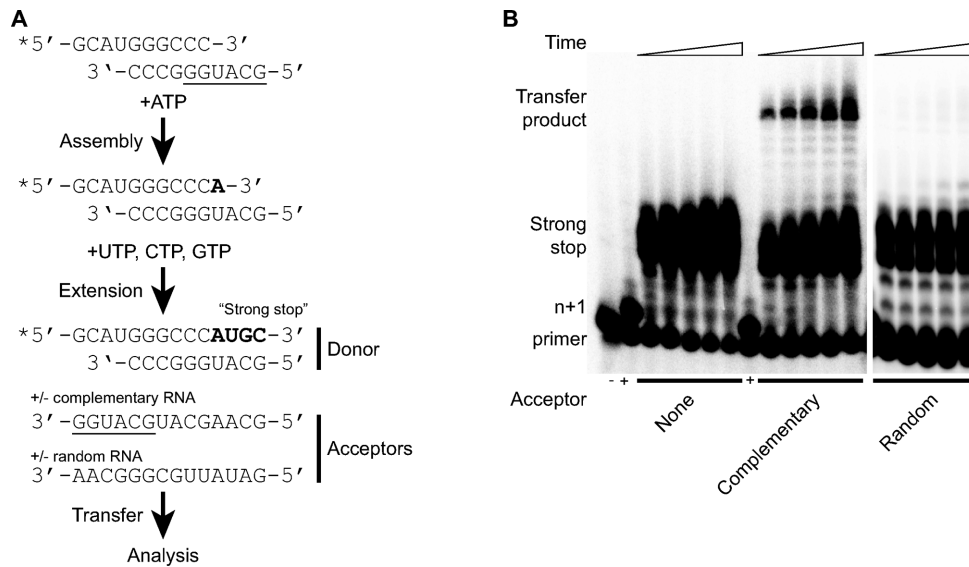 A
*5’-GCAUGGGCCC-3’
3‘-CCCGGGUACG-5’
+ATP
Assembly
*5’-GCAUGGGCCCA-3’
3‘-CCCGGGUACG-5’
+UTP, CTP, GTP
Extension
“Strong stop”
*5’-GCAUGGGCCCAUGC-3’
3‘-CCCGGGUACG-5’
Donor
+/- complementary RNA
3’-GGUACGUACGAACG-5’
+/- random RNA
3’-AACGGGCGUUAUAG-5’
Acceptors
Transfer
Analysis
B
Time
Transfer
product
Strong
stop
n+1
primer
- + +
Acceptor
None
Complementary
Random